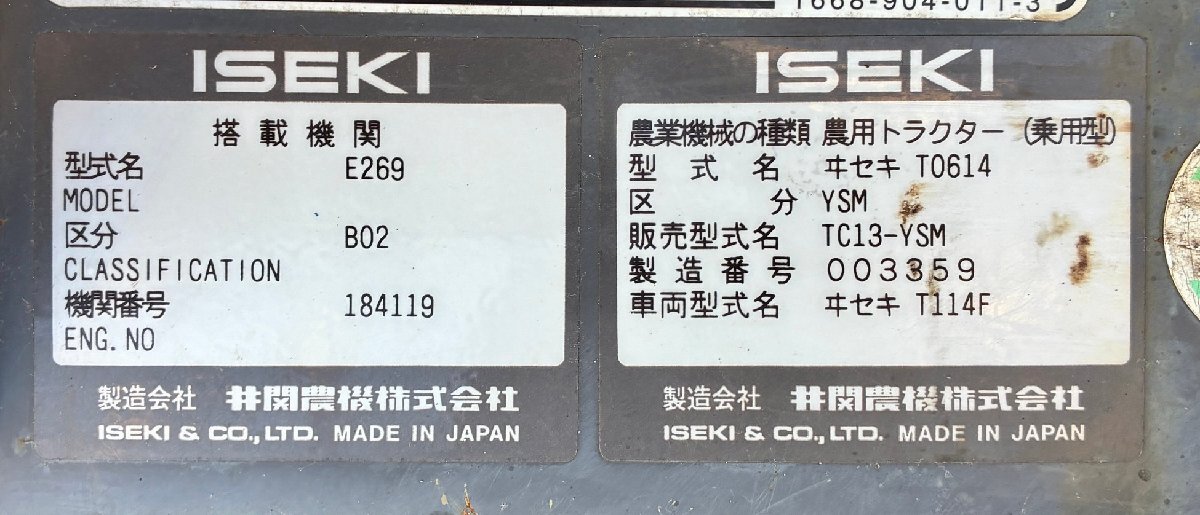 1668-904-011-3
ISEKI
搭載機関
型式名 E269
MODEL
区分 B02
CLASSIFICATION
機関番号 184119
ENG. NO
製造会社 井関農機株式会社
ISEKI & CO., LTD. MADE IN JAPAN
ISEKI
農業機械の種類 農用トラクター (乗用型)
型式名 ヰセキ T0614
区分 YSM
販売型式名 TC13-YSM
製造番号 003359
車両型式名 ヰセキ T114F
製造会社 井関農機株式会社
ISEKI & CO., LTD. MADE IN JAPAN